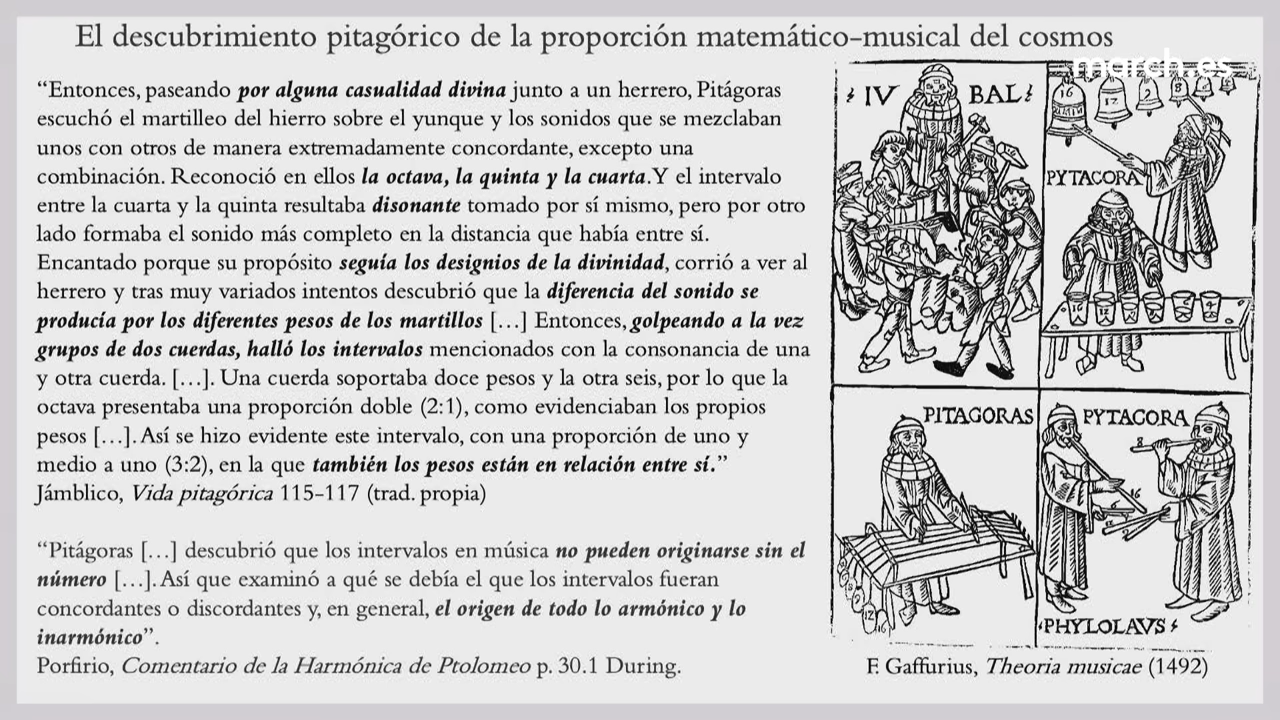 El descubrimiento pitagórico de la proporción matemático-musical del cosmos
march.es
“Entonces, paseando por alguna casualidad divina junto a un herrero, Pitágoras
escuchó el martilleo del hierro sobre el yunque y los sonidos que se mezclaban
unos con otros de manera extremadamente concordante, excepto una
combinación. Reconoció en ellos la octava, la quinta y la cuarta. Y el intervalo
entre la cuarta y la quinta resultaba disonante tomado por sí mismo, pero por otro
lado formaba el sonido más completo en la distancia que había entre sí.
Encantado porque su propósito seguía los designios de la divinidad, corrió a ver al
herrero y tras muy variados intentos descubrió que la diferencia del sonido se
producía por los diferentes pesos de los martillos […] Entonces, golpeando a la vez
grupos de dos cuerdas, halló los intervalos mencionados con la consonancia de una
y otra cuerda. […]. Una cuerda soportaba doce pesos y la otra seis, por lo que la
octava presentaba una proporción doble (2:1), como evidenciaban los propios
pesos […]. Así se hizo evidente este intervalo, con una proporción de uno y
medio a uno (3:2), en la que también los pesos están en relación entre sí.”
Jámblico, Vida pitagórica 115-117 (trad. propia)
“Pitágoras […] descubrió que los intervalos en música no pueden originarse sin el
número […]. Así que examinó a qué se debía el que los intervalos fueran
concordantes o discordantes y, en general, el origen de todo lo armónico y lo
inarmónico”.
Porfirio, Comentario de la Harmónica de Ptolomeo p. 30.1 During.
IVBAL
16 12
PYTAGORA
PITAGORAS
12 16
PYTAGORA
8 16
PHYLOLAVS
F. Gaffurius, Theoria musicae (1492)